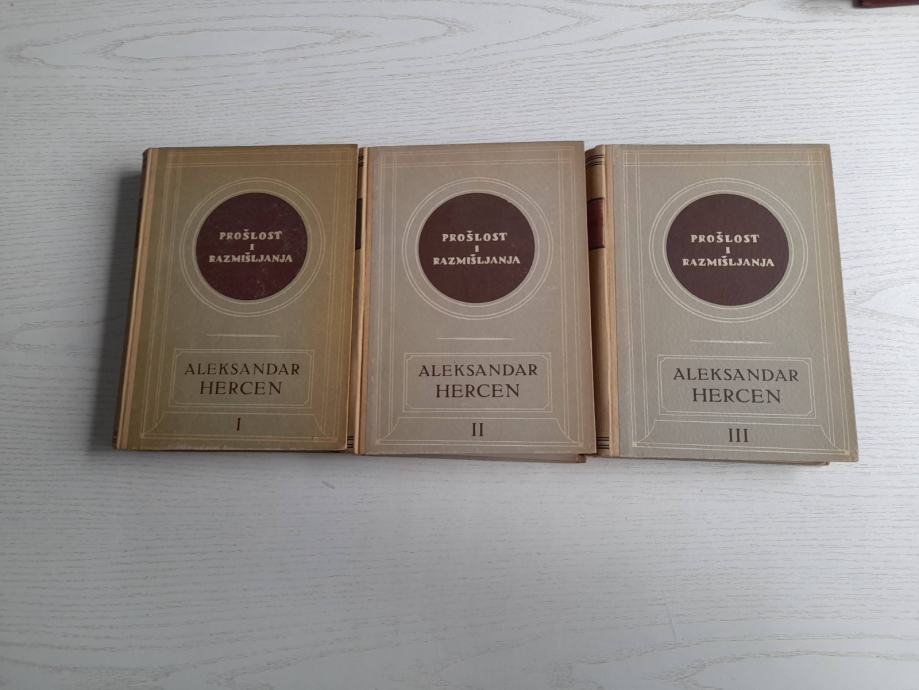 PROŠLOST
I
RAZMIŠLJANJA
ALEKSANDAR
HERCEN
I
PROŠLOST
I
RAZMIŠLJANJA
ALEKSANDAR
HERCEN
II
PROŠLOST
I
RAZMIŠLJANJA
ALEKSANDAR
HERCEN
III